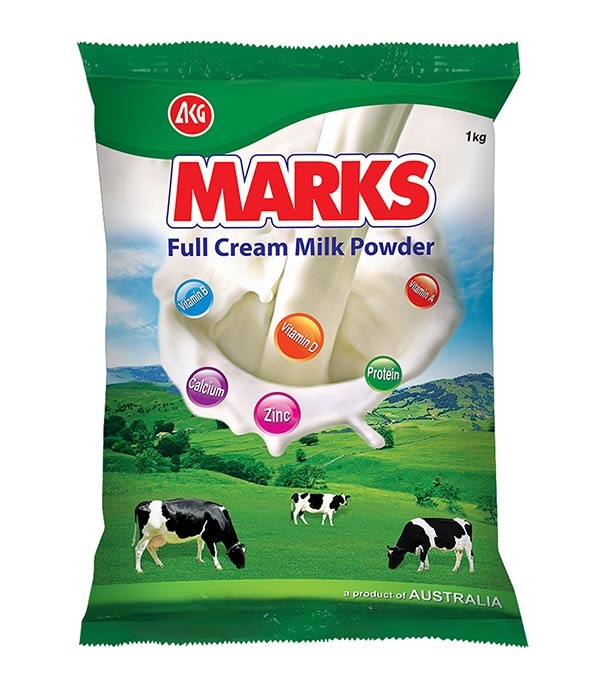 AKG
1kg
MARKS
Full Cream Milk Powder
Vitamin B
Vitamin A
Vitamin D
Protein
Calcium
Zinc
a product of AUSTRALIA